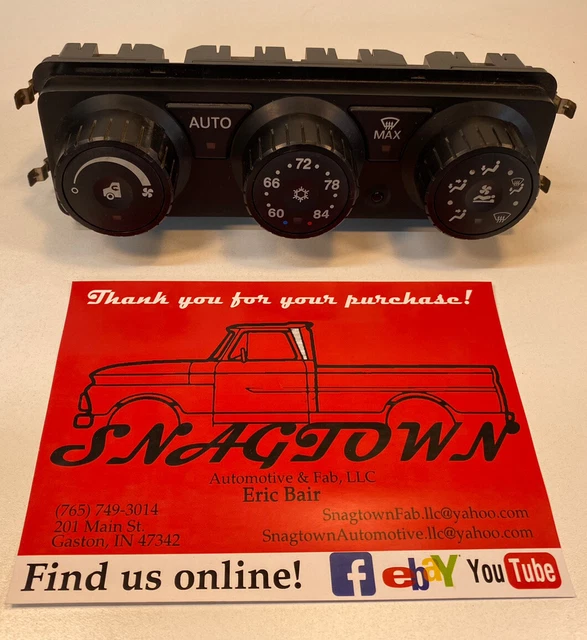 AUTO
MAX
72
66 78
60 84
O
Thank you for your purchase!
SNAGTOWN
Automotive & Fab, LLC
Eric Bair
(765) 749-3014
201 Main St.
Gaston, IN 47342
SnagtownFab.llc@yahoo.com
SnagtownAutomotive.llc@yahoo.com
Find us online! f ebay YouTube